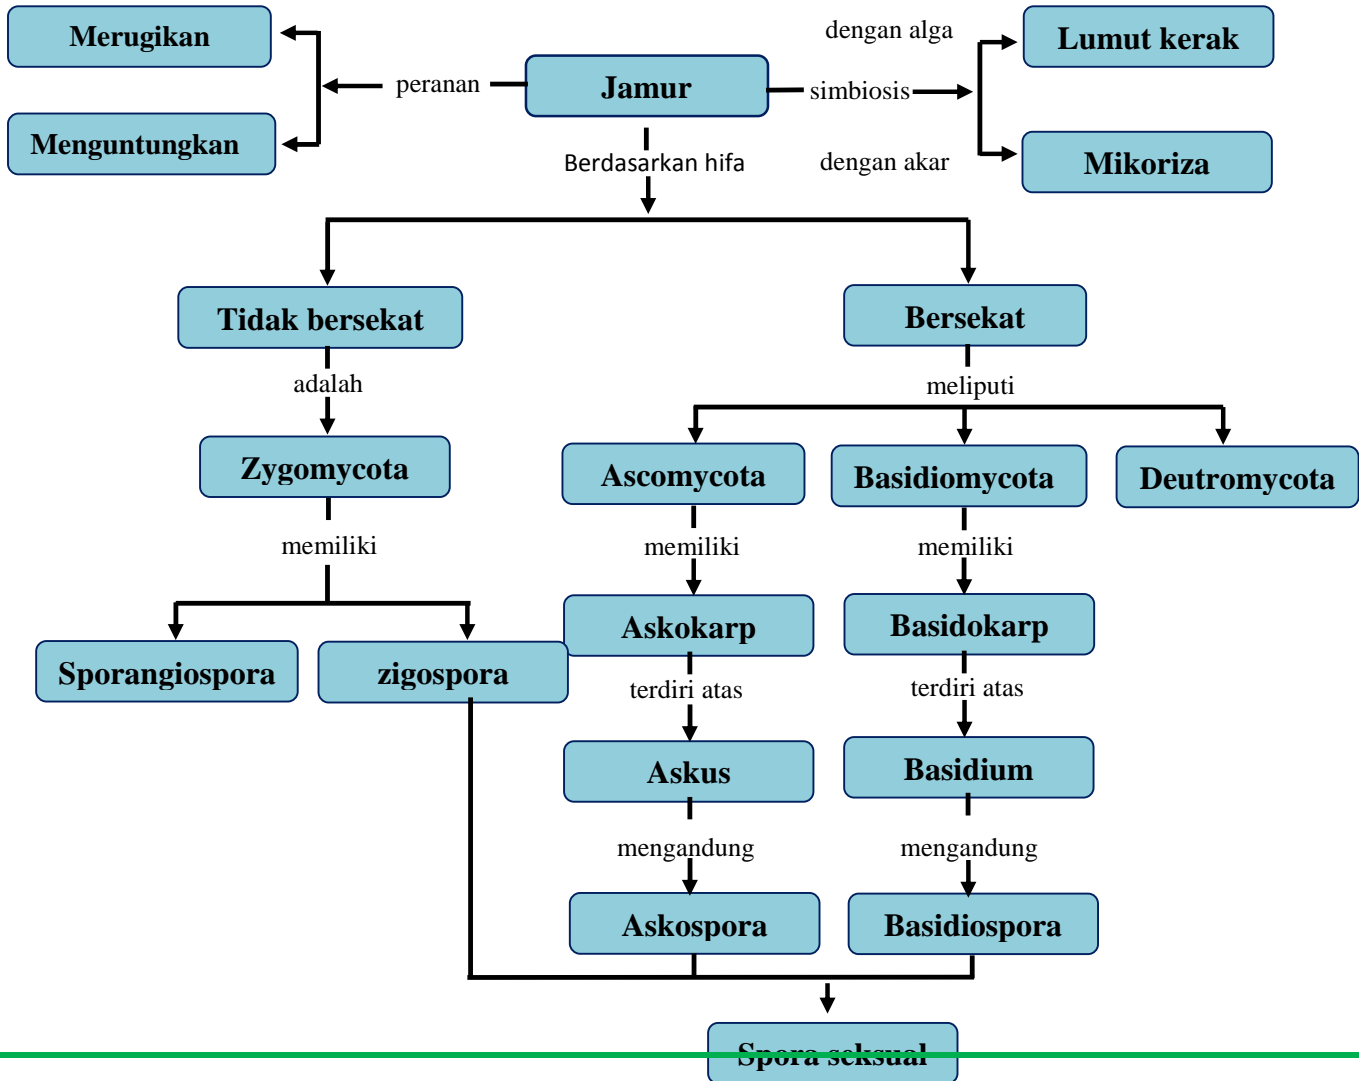 Merugikan
dengan alga
Lumut kerak
peranan
Jamur
simbiosis
Menguntungkan
Berdasarkan hifa
dengan akar
Mikoriza
Tidak bersekat
Bersekat
adalah
meliputi
Zygomycota
Ascomycota
Basidiomycota
Deutromycota
memiliki
memiliki
memiliki
Askokarp
Basidokarp
Sporangiospora
zigospora
terdiri atas
terdiri atas
Askus
Basidium
mengandung
mengandung
Askospora
Basidiospora
Spora seksual